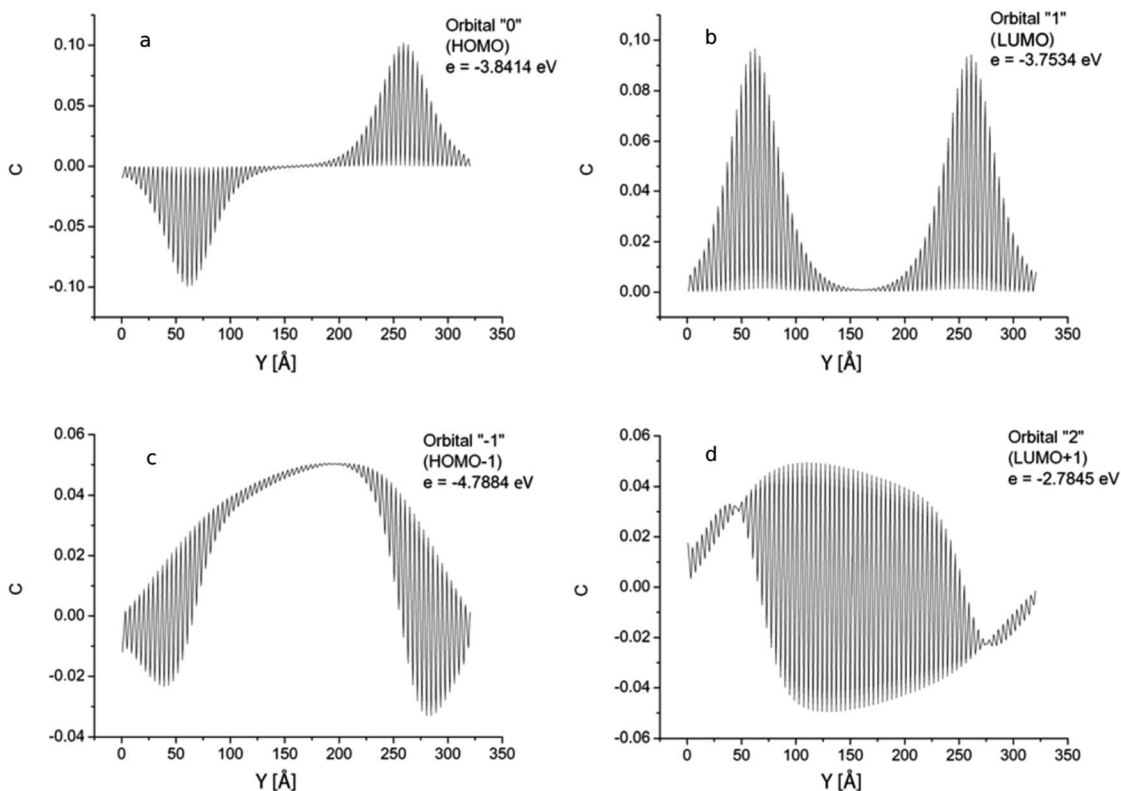 a
Orbital "0"
(HOMO)
e = -3.8414 eV
0.10
0.05
0.00
-0.05
-0.10
C
0 50 100 150 200 250 300 350
Y [Å]
b
Orbital "1"
(LUMO)
e = -3.7534 eV
0,10
0.08
0.06
0.04
0.02
0.00
C
0 50 100 150 200 250 300 350
Y [Å]
c
Orbital "-1"
(HOMO-1)
e = -4.7884 eV
0.06
0.04
0.02
0.00
-0.02
-0.04
C
0 50 100 150 200 250 300 350
Y [Å]
d
Orbital "2"
(LUMO+1)
e = -2.7845 eV
0.06
0.04
0.02
0.00
-0.02
-0.04
-0.06
C
0 50 100 150 200 250 300 350
Y [Å]